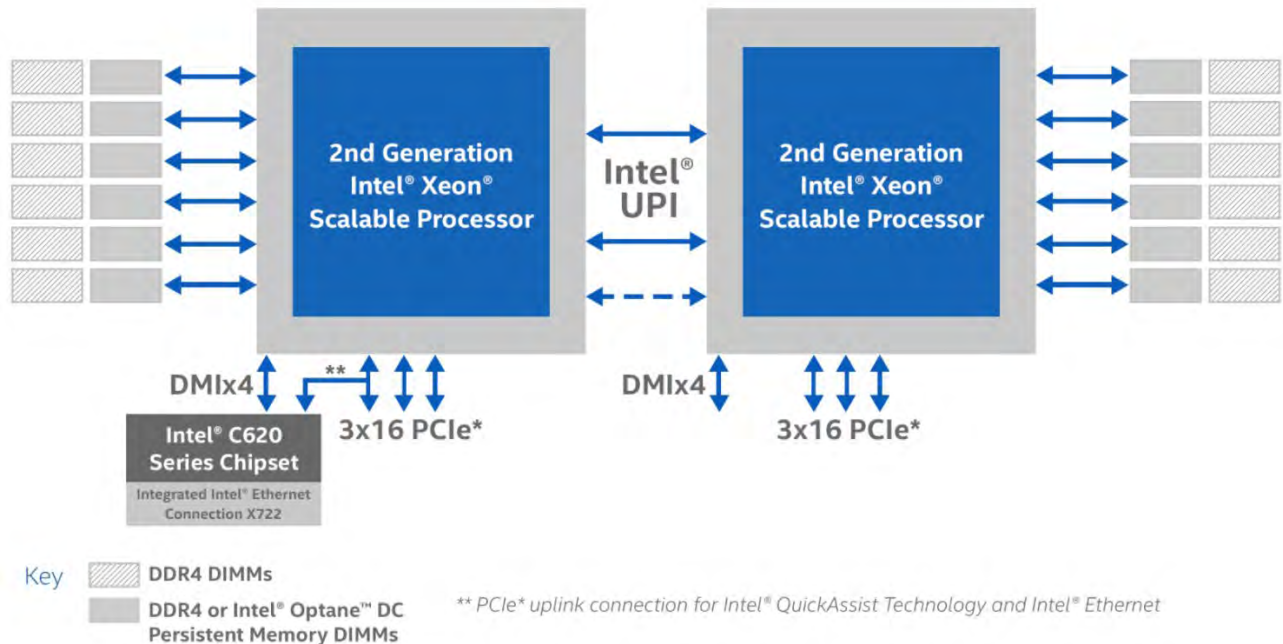 2nd Generation
Intel® Xeon®
Scalable Processor
Intel®
UPI
2nd Generation
Intel® Xeon®
Scalable Processor
DMIx4
**
3x16 PCIe*
DMIx4
3x16 PCIe*
Intel® C620
Series Chipset
Integrated Intel® Ethernet
Connection X722
Key
DDR4 DIMMs
DDR4 or Intel® Optane™ DC
Persistent Memory DIMMs
** PCIe* uplink connection for Intel® QuickAssist Technology and Intel® Ethernet